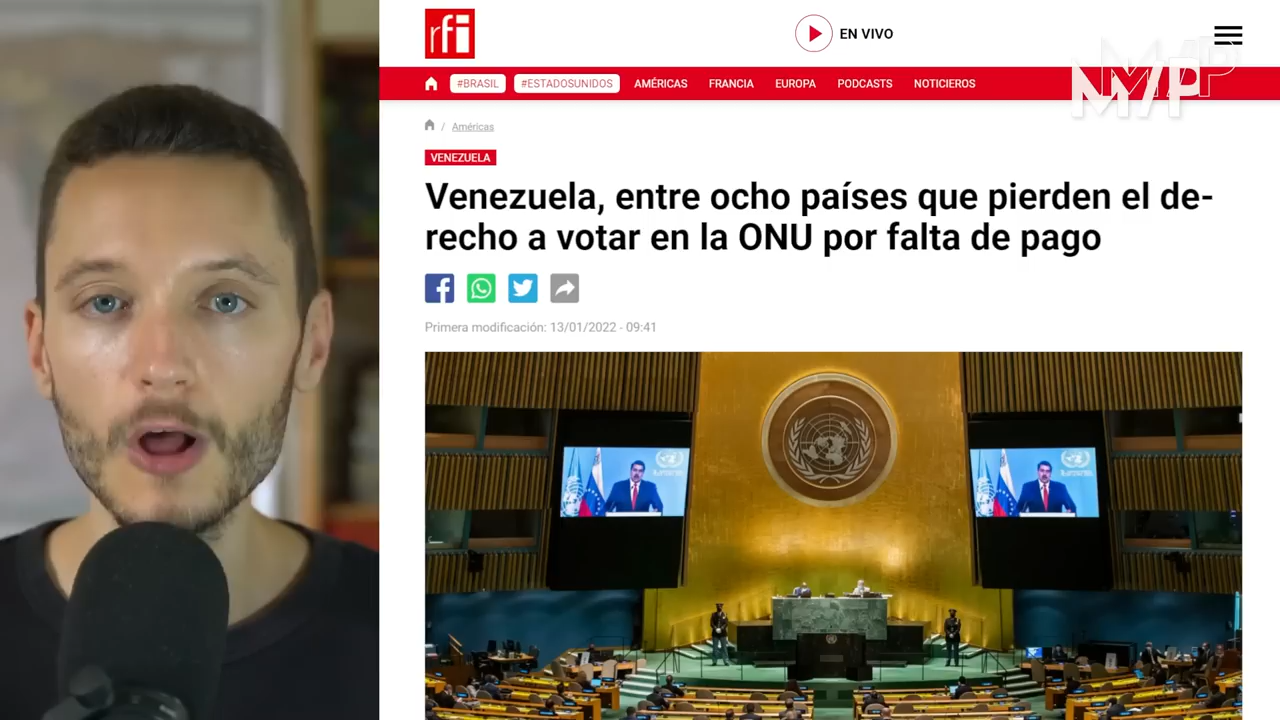 rfi
EN VIVO
MVP
#BRASIL
#ESTADOSUNIDOS
AMÉRICAS
FRANCIA
EUROPA
PODCASTS
NOTICIEROS
/ Américas
VENEZUELA
Venezuela, entre ocho países que pierden el de-
recho a votar en la ONU por falta de pago
Primera modificación: 13/01/2022 - 09:41